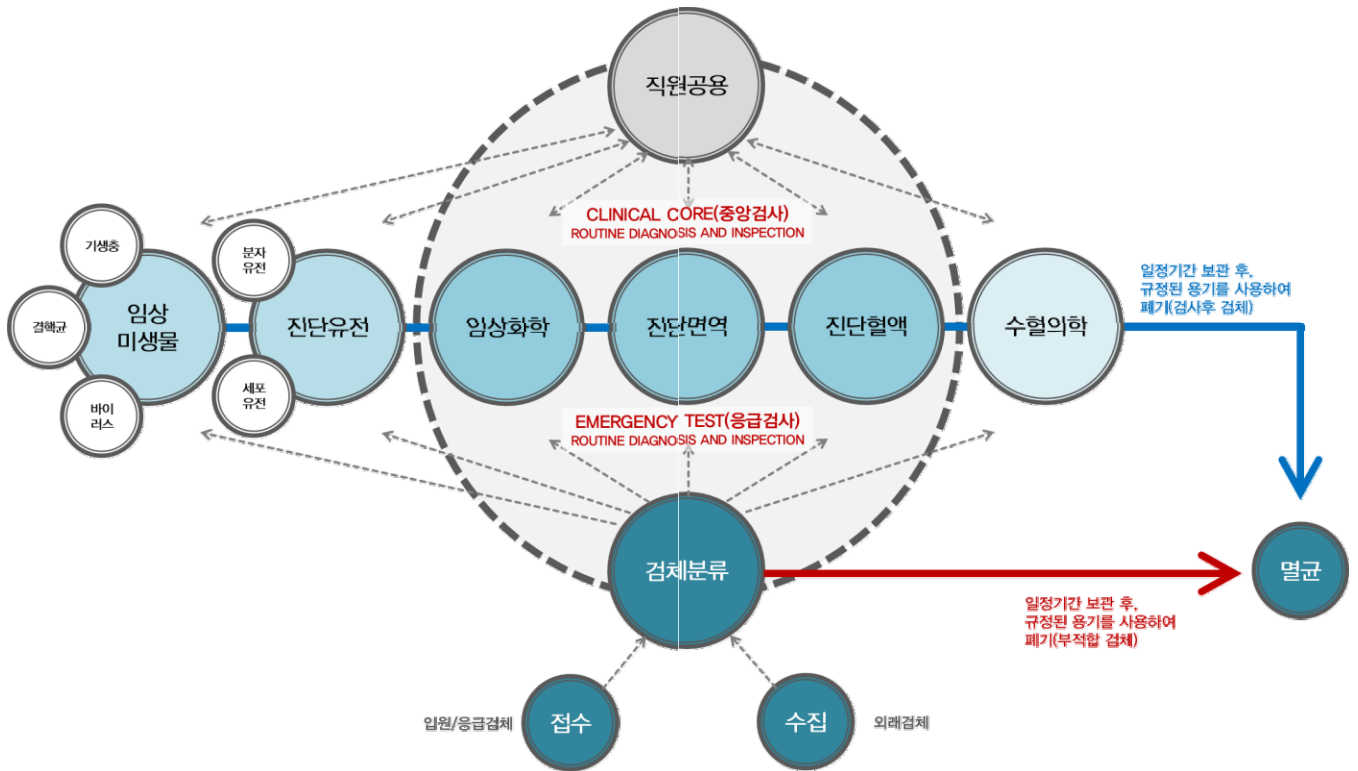 직원공용
CLINICAL CORE(중앙검사)
ROUTINE DIAGNOSIS AND INSPECTION
기생충
결핵균
바이
러스
임상
미생물
분자
유전
세포
유전
진단유전
임상화학
진단면역
진단혈액
수혈의학
일정기간 보관 후,
규정된 용기를 사용하여
폐기(검사후 검체)
EMERGENCY TEST(응급검사)
ROUTINE DIAGNOSIS AND INSPECTION
검체분류
멸균
일정기간 보관 후,
규정된 용기를 사용하여
폐기(부적합 검체)
입원/응급검체
접수
수집
외래검체